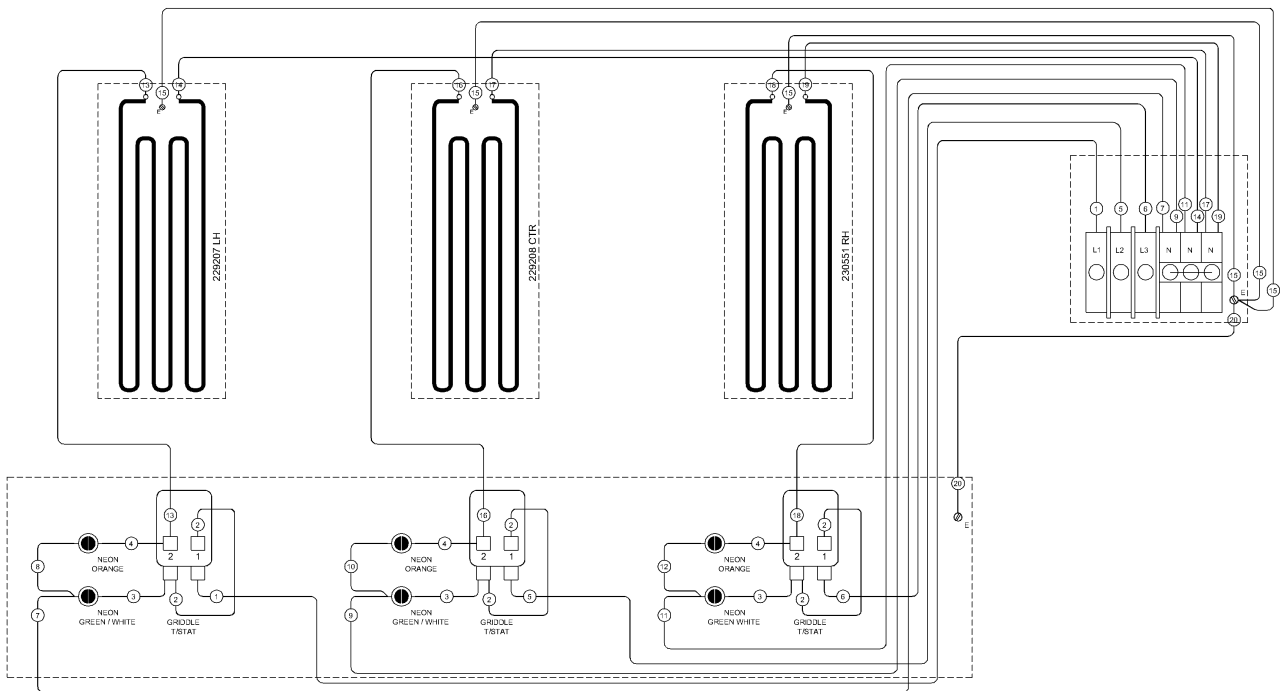 13
15
14
E
16
15
17
E
18
15
19
E
229207 LH
229208 CTR
230551 RH
1
5
6
7
9
11
14
17
19
L1
L2
L3
N
N
N
15
15
15
E
20
20
E
13
2
2
1
4
NEON
ORANGE
8
3
2
1
7
NEON
GREEN / WHITE
GRIDDLE
T/STAT
16
2
2
1
4
NEON
ORANGE
10
3
2
5
9
NEON
GREEN / WHITE
GRIDDLE
T/STAT
18
2
2
1
4
NEON
ORANGE
12
3
2
6
11
NEON
GREEN WHITE
GRIDDLE
T/STAT